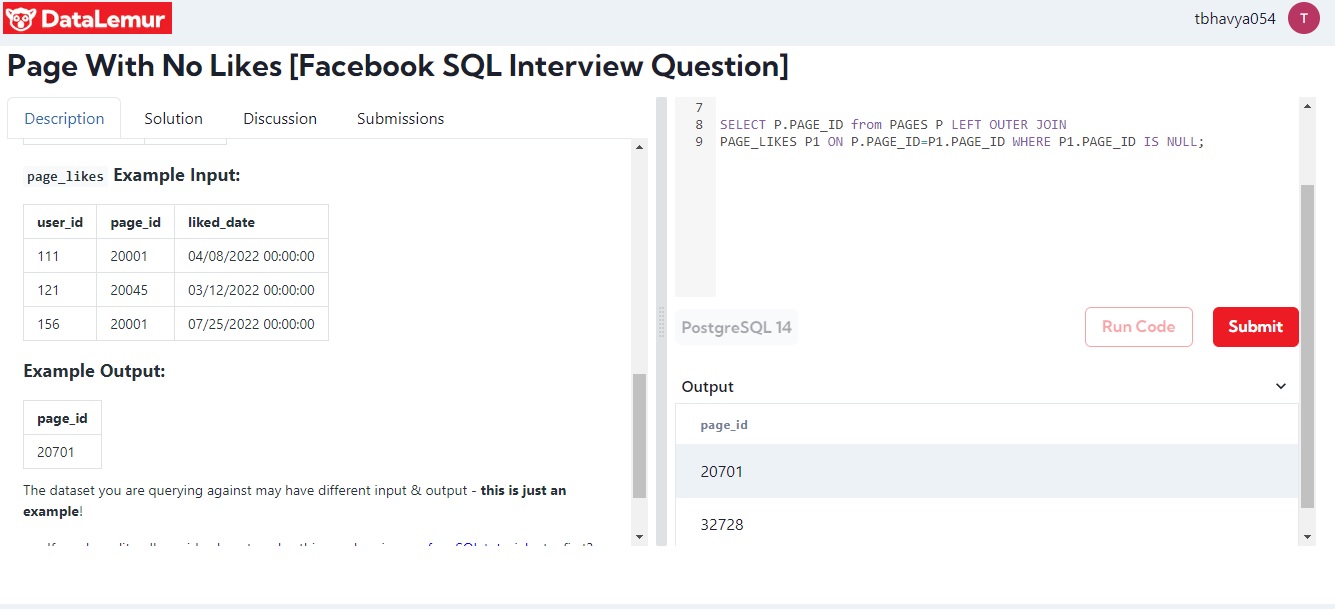 DataLemur
tbhavya054
T
Page With No Likes [Facebook SQL Interview Question]
Description Solution Discussion Submissions
page_likes Example Input:
user_id page_id liked_date
111 20001 04/08/2022 00:00:00
121 20045 03/12/2022 00:00:00
156 20001 07/25/2022 00:00:00
Example Output:
page_id
20701
The dataset you are querying against may have different input & output - this is just an
example!
7
8 SELECT P.PAGE_ID from PAGES P LEFT OUTER JOIN
9 PAGE_LIKES P1 ON P.PAGE_ID=P1.PAGE_ID WHERE P1.PAGE_ID IS NULL;
PostgreSQL 14
Run Code
Submit
Output
page_id
20701
32728